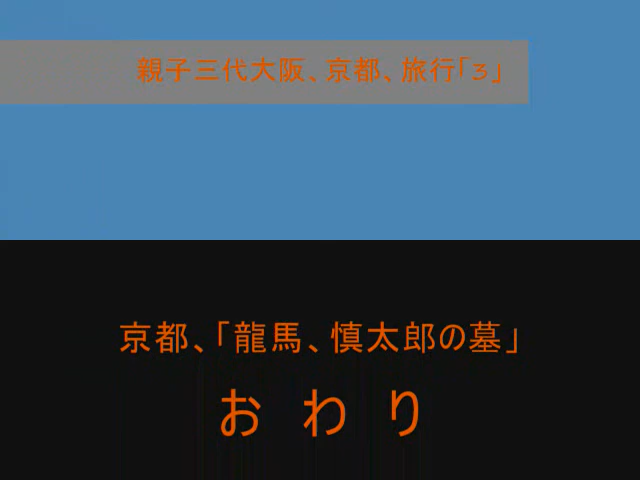 親子三代大阪、京都、旅行「3」
京都、「龍馬、慎太郎の墓」
おわり